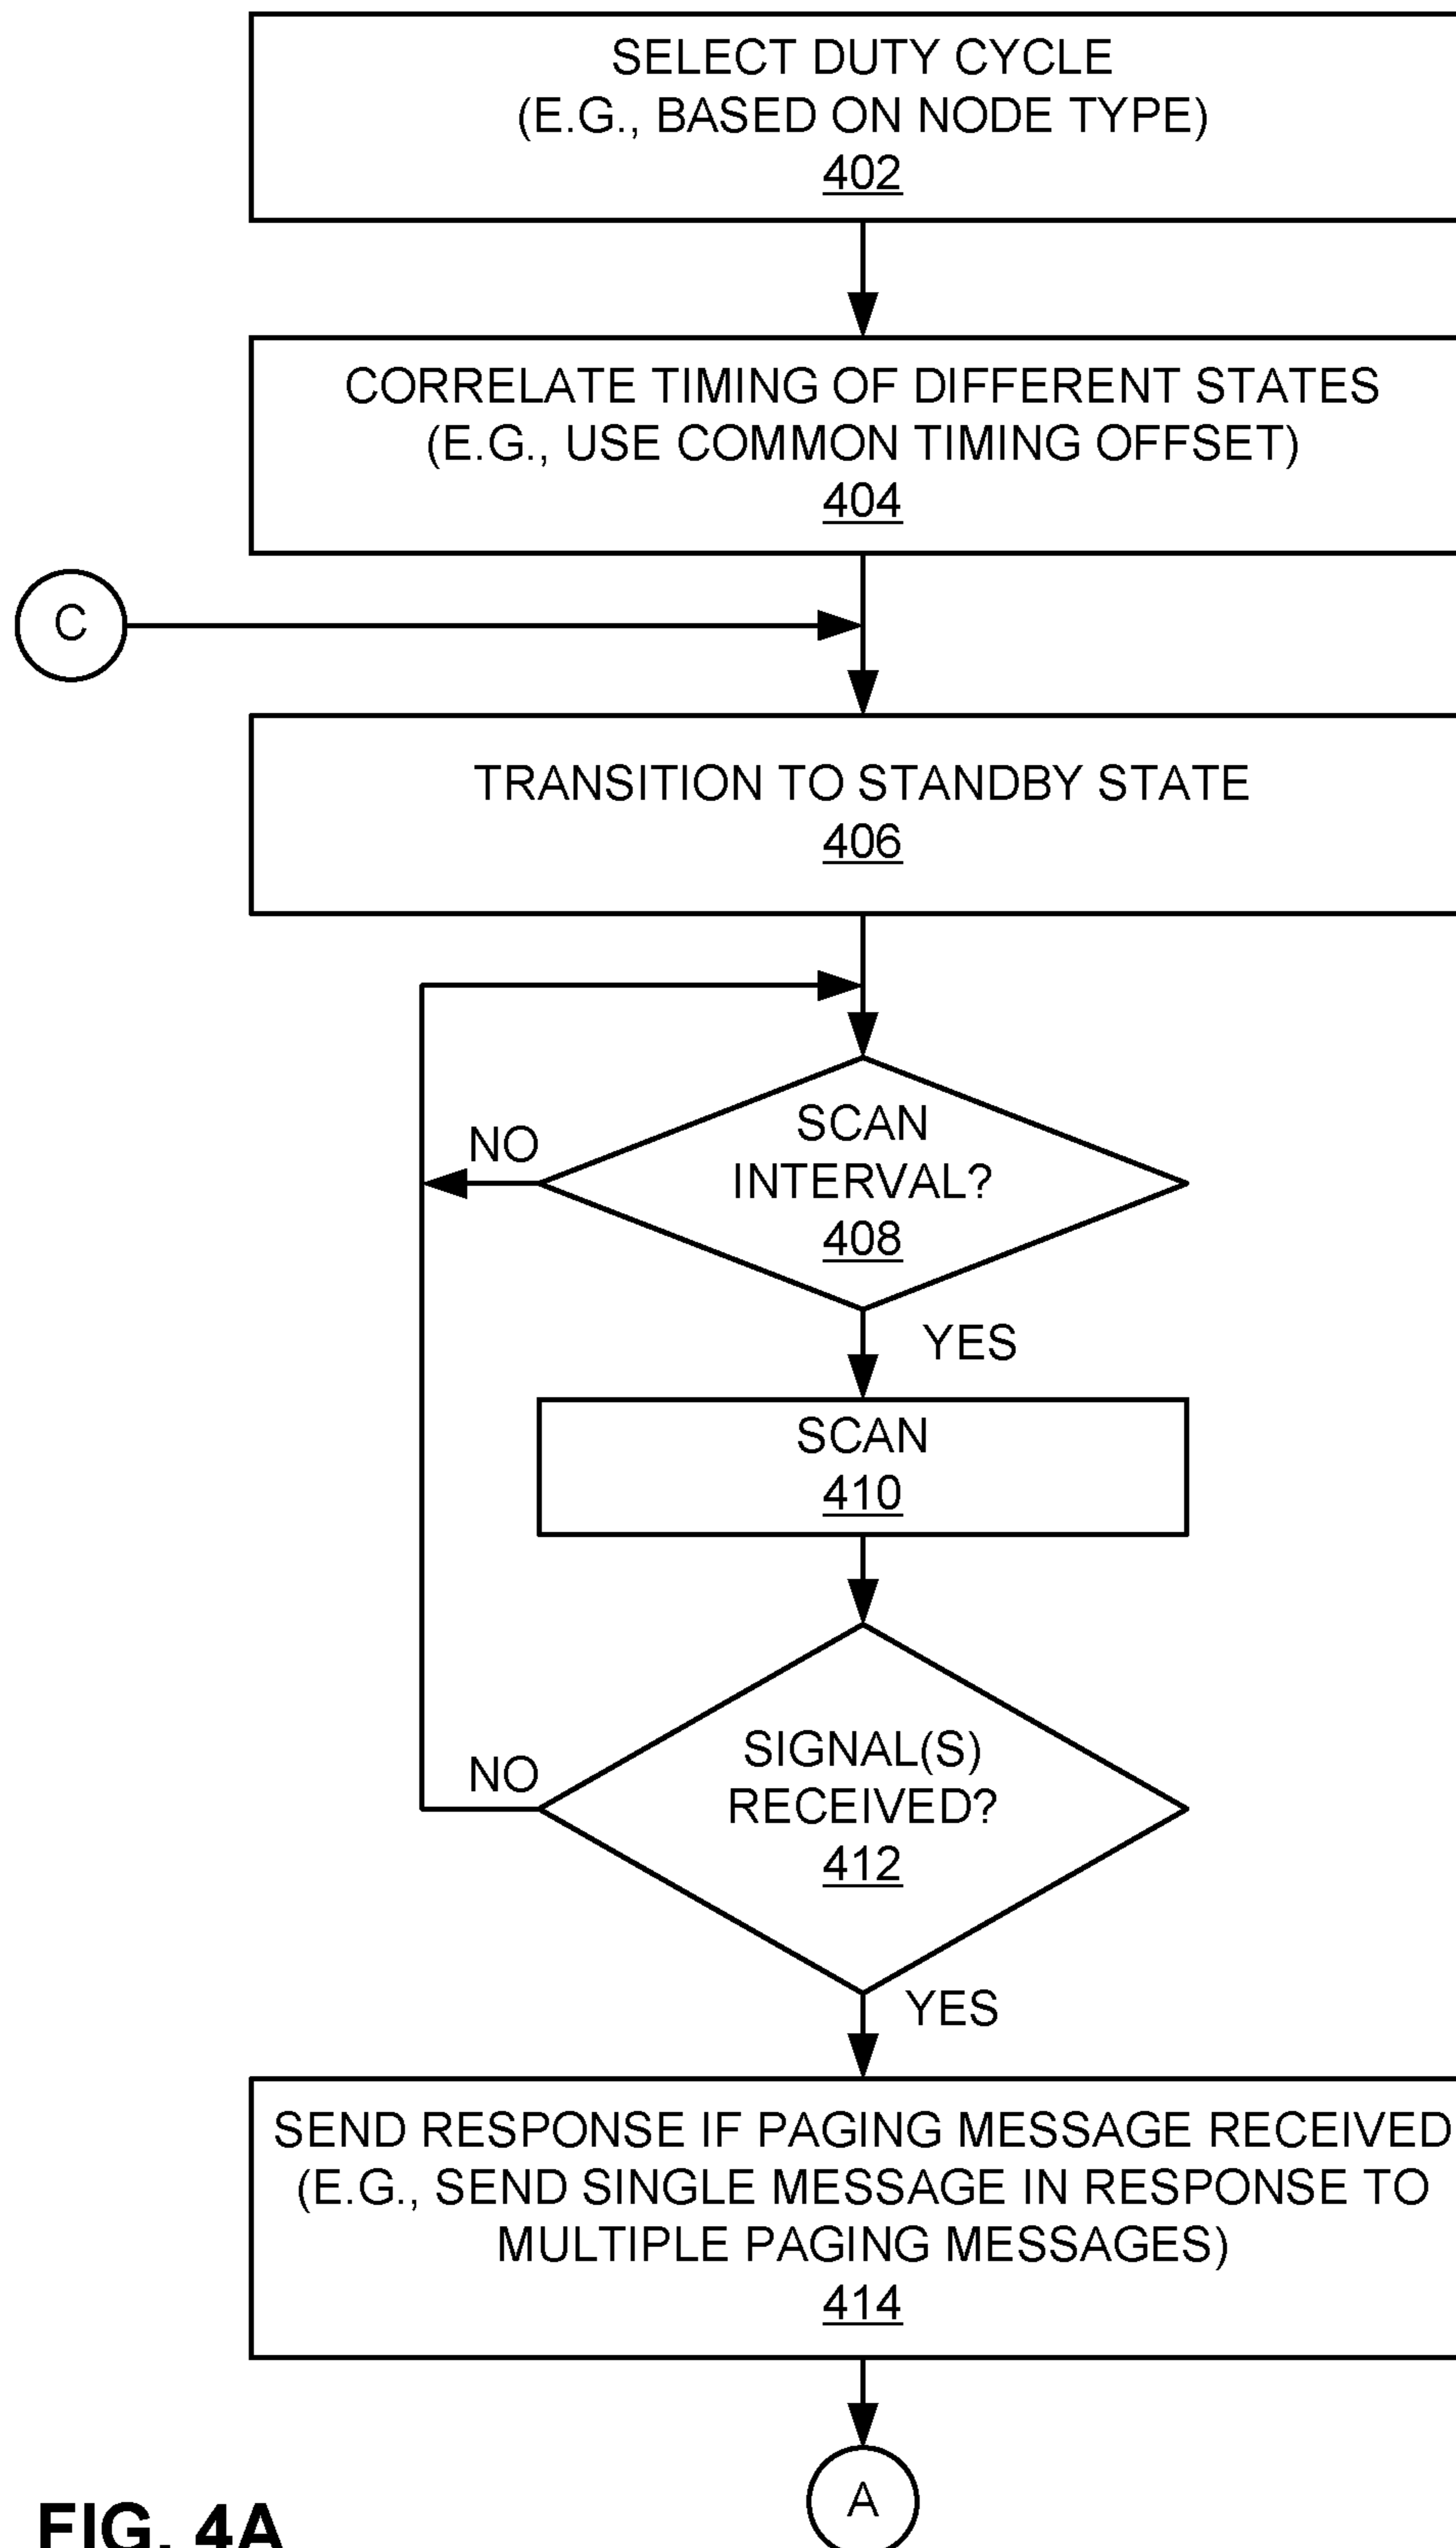 SELECT DUTY CYCLE
(E.G., BASED ON NODE TYPE)
402
CORRELATE TIMING OF DIFFERENT STATES
(E.G., USE COMMON TIMING OFFSET)
404
C
TRANSITION TO STANDBY STATE
406
SCAN
INTERVAL?
408
NO
YES
SCAN
410
SIGNAL(S)
RECEIVED?
412
NO
YES
SEND RESPONSE IF PAGING MESSAGE RECEIVED
(E.G., SEND SINGLE MESSAGE IN RESPONSE TO
MULTIPLE PAGING MESSAGES)
414
A
FIG. 4A